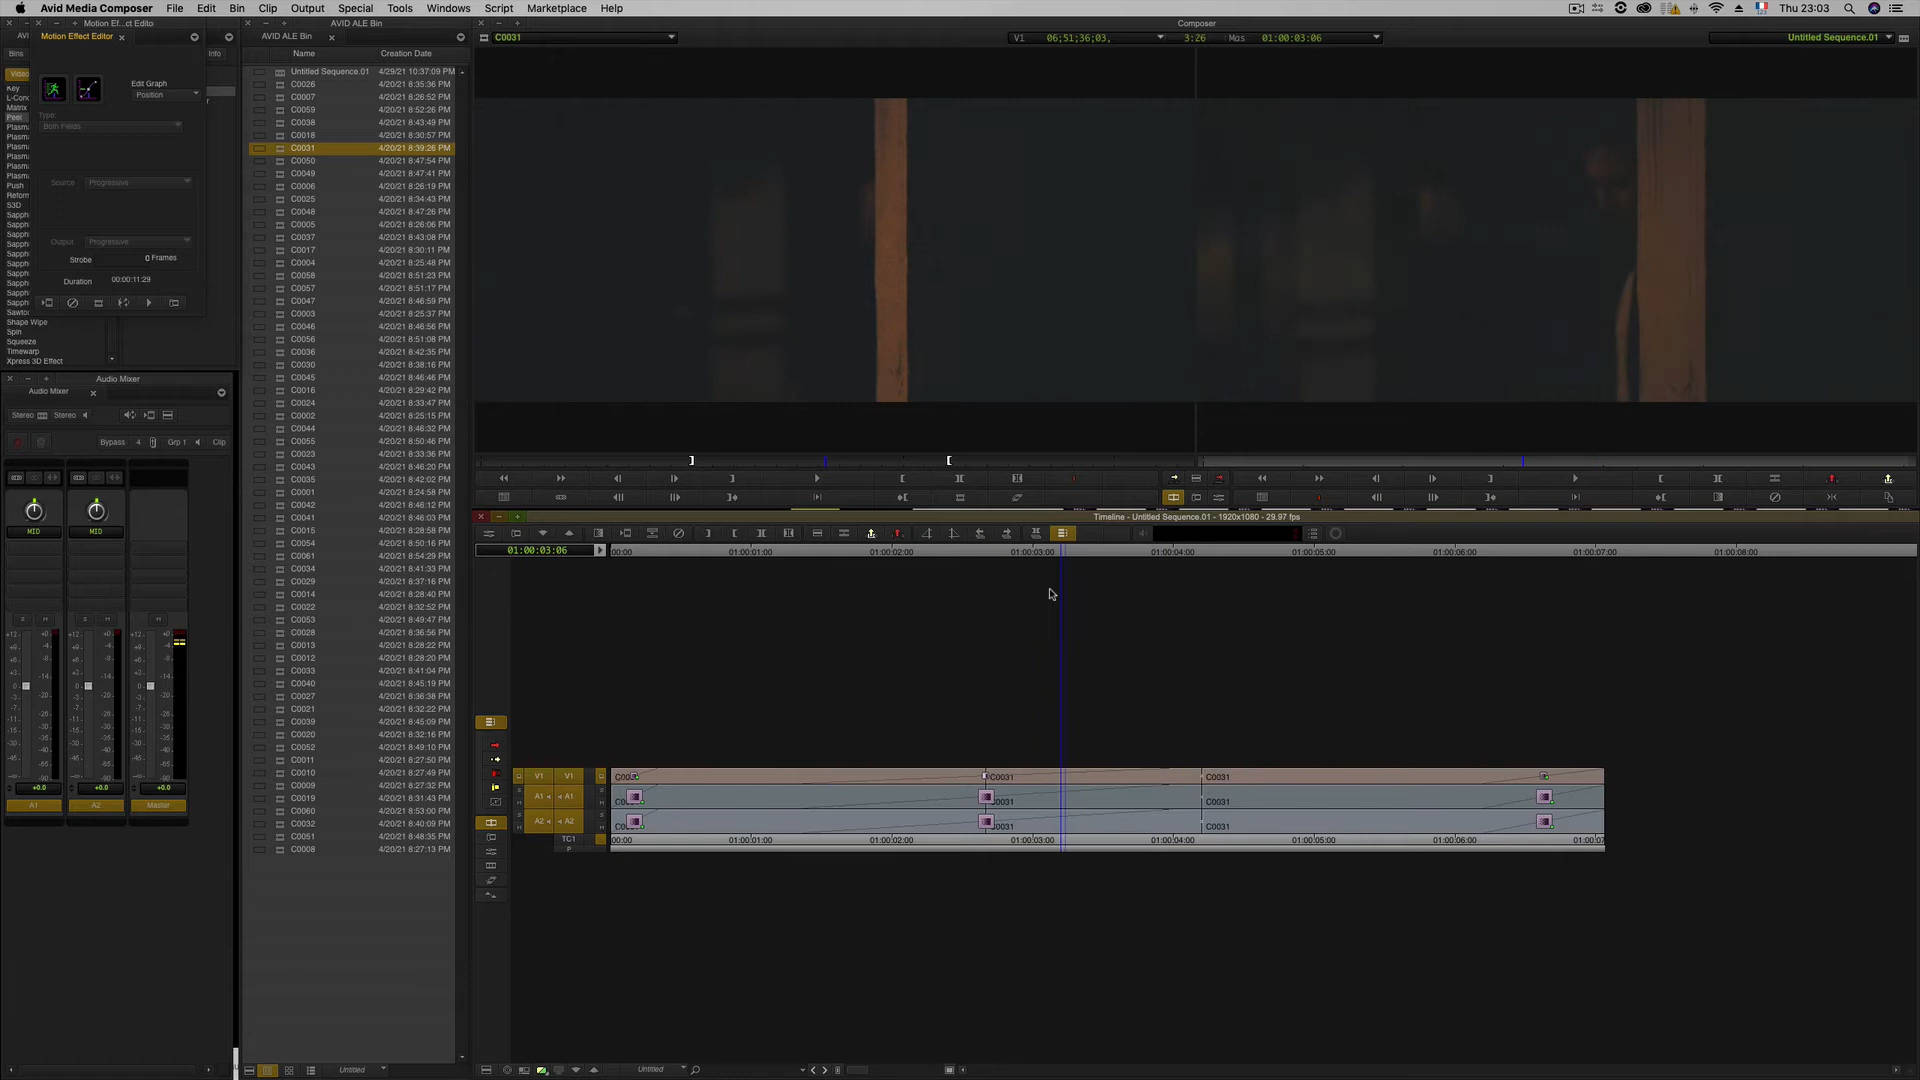 Avid Media Composer File Edit Bin Clip Output Special Tools Windows Script Marketplace Help Thu 23:03
Motion Ef...ct Edito
AVID ALE Bin
Composer
Motion Effect Editor
AVID ALE Bin
C0031
V1 06;51;36;03, 3:26 Mas 01:00:03:06
Untitled Sequence.01
Bins
Info
Name Creation Date
Edit Graph
Position
Type:
Both Fields
Source Progressive
Output Progressive
Strobe 0 Frames
Duration 00:00:11:29
Key
L-Con
Matrix
Peel
Plasm
Plasm
Plasm
Plasm
Plasm
Plasm
Push
Reform
S3D
Sapph
Sapph
Sapph
Sapph
Sapph
Sapph
Sapph
Sapph
Sapph
Sapph
Sawto
Shape Wipe
Spin
Squeeze
Timewarp
Xpress 3D Effect
Untitled Sequence.01 4/29/21 10:37:09 PM
C0026 4/20/21 8:35:36 PM
C0007 4/20/21 8:26:52 PM
C0059 4/20/21 8:52:26 PM
C0038 4/20/21 8:43:49 PM
C0018 4/20/21 8:30:57 PM
C0031 4/20/21 8:39:26 PM
C0050 4/20/21 8:47:54 PM
C0049 4/20/21 8:47:41 PM
C0006 4/20/21 8:26:19 PM
C0025 4/20/21 8:34:43 PM
C0048 4/20/21 8:47:26 PM
C0005 4/20/21 8:26:06 PM
C0037 4/20/21 8:43:08 PM
C0017 4/20/21 8:30:11 PM
C0004 4/20/21 8:25:48 PM
C0058 4/20/21 8:51:23 PM
C0057 4/20/21 8:51:17 PM
C0047 4/20/21 8:46:59 PM
C0003 4/20/21 8:25:37 PM
C0046 4/20/21 8:46:56 PM
C0056 4/20/21 8:51:08 PM
C0036 4/20/21 8:42:35 PM
C0030 4/20/21 8:38:16 PM
C0045 4/20/21 8:46:46 PM
C0016 4/20/21 8:29:42 PM
C0024 4/20/21 8:33:47 PM
C0002 4/20/21 8:25:15 PM
C0044 4/20/21 8:46:32 PM
C0055 4/20/21 8:50:46 PM
C0023 4/20/21 8:33:36 PM
C0043 4/20/21 8:46:20 PM
C0035 4/20/21 8:42:02 PM
C0001 4/20/21 8:24:58 PM
C0042 4/20/21 8:46:12 PM
C0041 4/20/21 8:46:03 PM
C0015 4/20/21 8:28:58 PM
C0054 4/20/21 8:50:16 PM
C0061 4/20/21 8:54:29 PM
C0034 4/20/21 8:41:33 PM
C0029 4/20/21 8:37:16 PM
C0014 4/20/21 8:28:40 PM
C0022 4/20/21 8:32:52 PM
C0053 4/20/21 8:49:47 PM
C0028 4/20/21 8:36:56 PM
C0013 4/20/21 8:28:22 PM
C0012 4/20/21 8:28:20 PM
C0033 4/20/21 8:41:04 PM
C0040 4/20/21 8:45:19 PM
C0027 4/20/21 8:36:38 PM
C0021 4/20/21 8:32:22 PM
C0039 4/20/21 8:45:09 PM
C0020 4/20/21 8:32:16 PM
C0052 4/20/21 8:49:10 PM
C0011 4/20/21 8:27:50 PM
C0010 4/20/21 8:27:49 PM
C0009 4/20/21 8:27:32 PM
C0019 4/20/21 8:31:43 PM
C0060 4/20/21 8:53:00 PM
C0032 4/20/21 8:40:09 PM
C0051 4/20/21 8:48:35 PM
C0008 4/20/21 8:27:13 PM
Untitled
Audio Mixer
Audio Mixer
Stereo Stereo
Bypass 4 Grp 1 Clip
MID MID
S M S M M
+0.0 +0.0 +0.0
A1 A2 Master
Timeline - Untitled Sequence.01 - 1920x1080 - 29.97 fps
01:00:03:06
00:00 01:00:01:00 01:00:02:00 01:00:03:00 01:00:04:00 01:00:05:00 01:00:06:00 01:00:07:00 01:00:08:00
V1 V1 C0031 C0031
A1 A1 C0031 C0031
A2 A2 C0031 C0031
TC1 00:00 01:00:01:00 01:00:02:00 01:00:03:00 01:00:04:00 01:00:05:00 01:00:06:00 01:00:07
P
Untitled